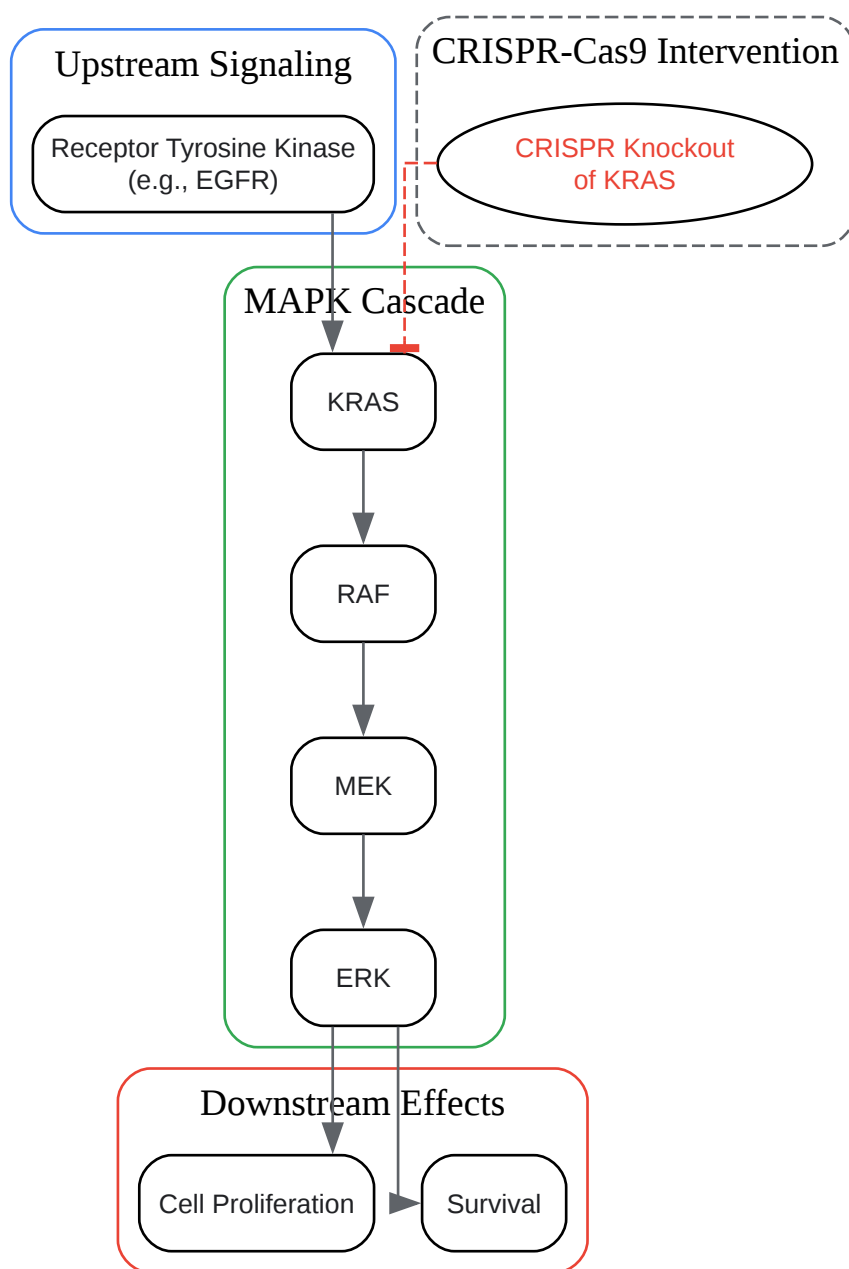 Upstream Signaling
Receptor Tyrosine Kinase
(e.g., EGFR)
CRISPR-Cas9 Intervention
CRISPR Knockout
of KRAS
MAPK Cascade
KRAS
RAF
MEK
ERK
Downstream Effects
Cell Proliferation
Survival